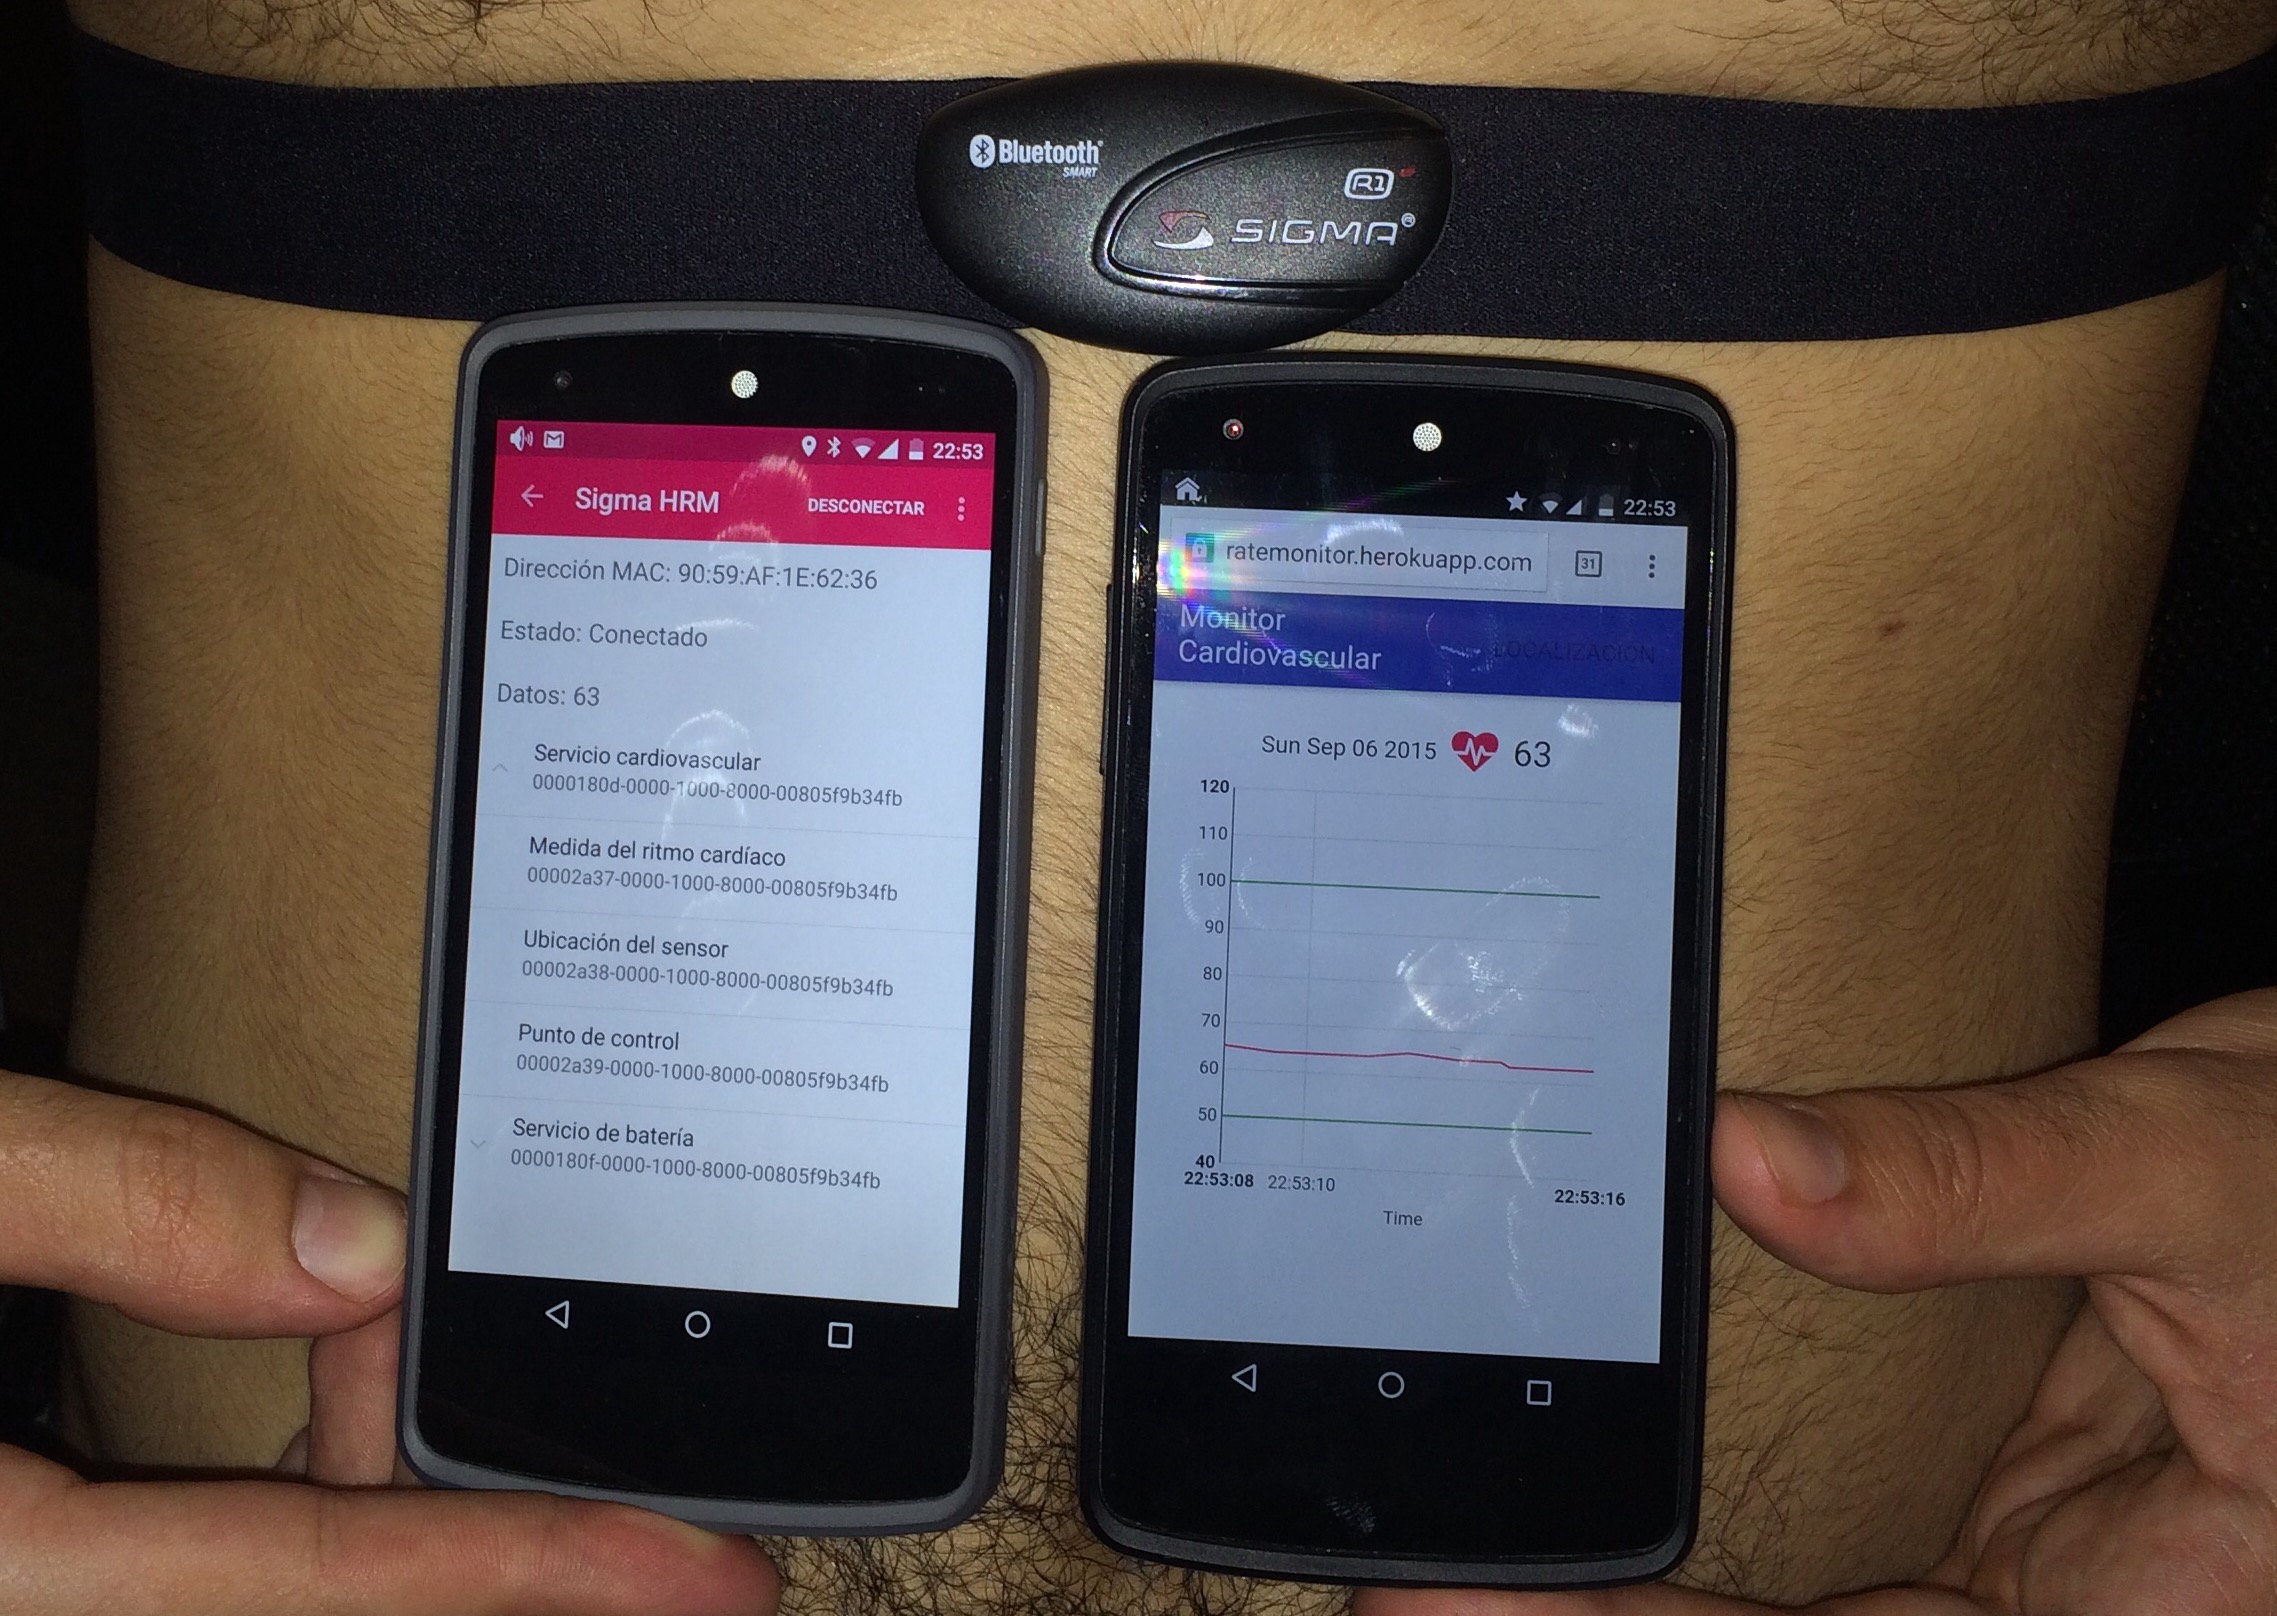 Bluetooth®
SMART
R1
SIGMA®
22:53
Sigma HRM
DESCONECTAR
Dirección MAC: 90:59:AF:1E:62:36
Estado: Conectado
Datos: 63
Servicio cardiovascular
0000180d-0000-1000-8000-00805f9b34fb
Medida del ritmo cardíaco
00002a37-0000-1000-8000-00805f9b34fb
Ubicación del sensor
00002a38-0000-1000-8000-00805f9b34fb
Punto de control
00002a39-0000-1000-8000-00805f9b34fb
Servicio de batería
0000180f-0000-1000-8000-00805f9b34fb
22:53
ratemonitor.herokuapp.com
31
Monitor
Cardiovascular
LOCALIZACION
Sun Sep 06 2015 63
120
110
100
90
80
70
60
50
40
22:53:08 22:53:10 22:53:16
Time